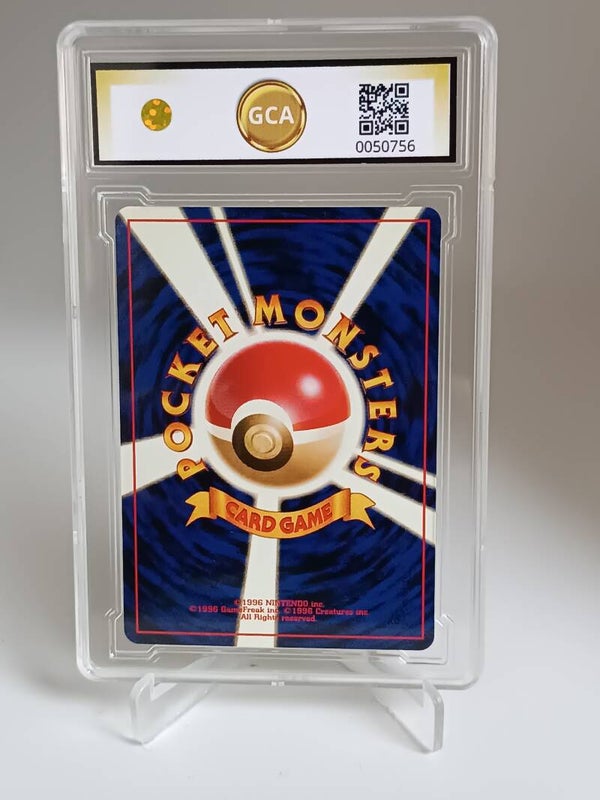 GCA
0050756
POCKET MONSTERS
CARD GAME
©1996 NINTENDO inc.
©1996 GameFreak inc. ©1996 Creatures inc.
All Rights reserved.